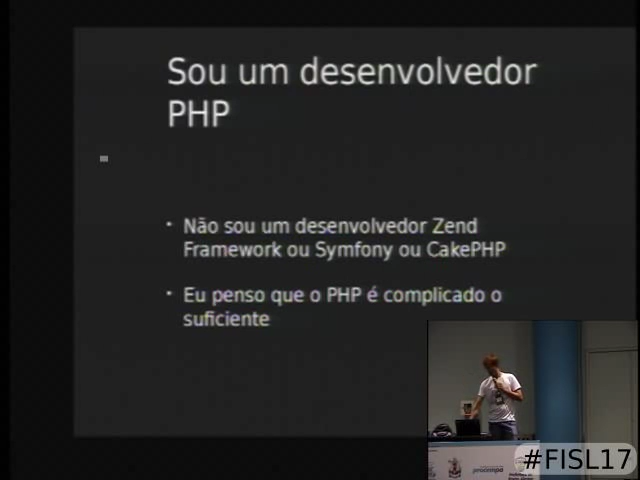 Sou um desenvolvedor
PHP
• Não sou um desenvolvedor Zend
Framework ou Symfony ou CakePHP
• Eu penso que o PHP é complicado o
suficiente
procempa
#FISL17